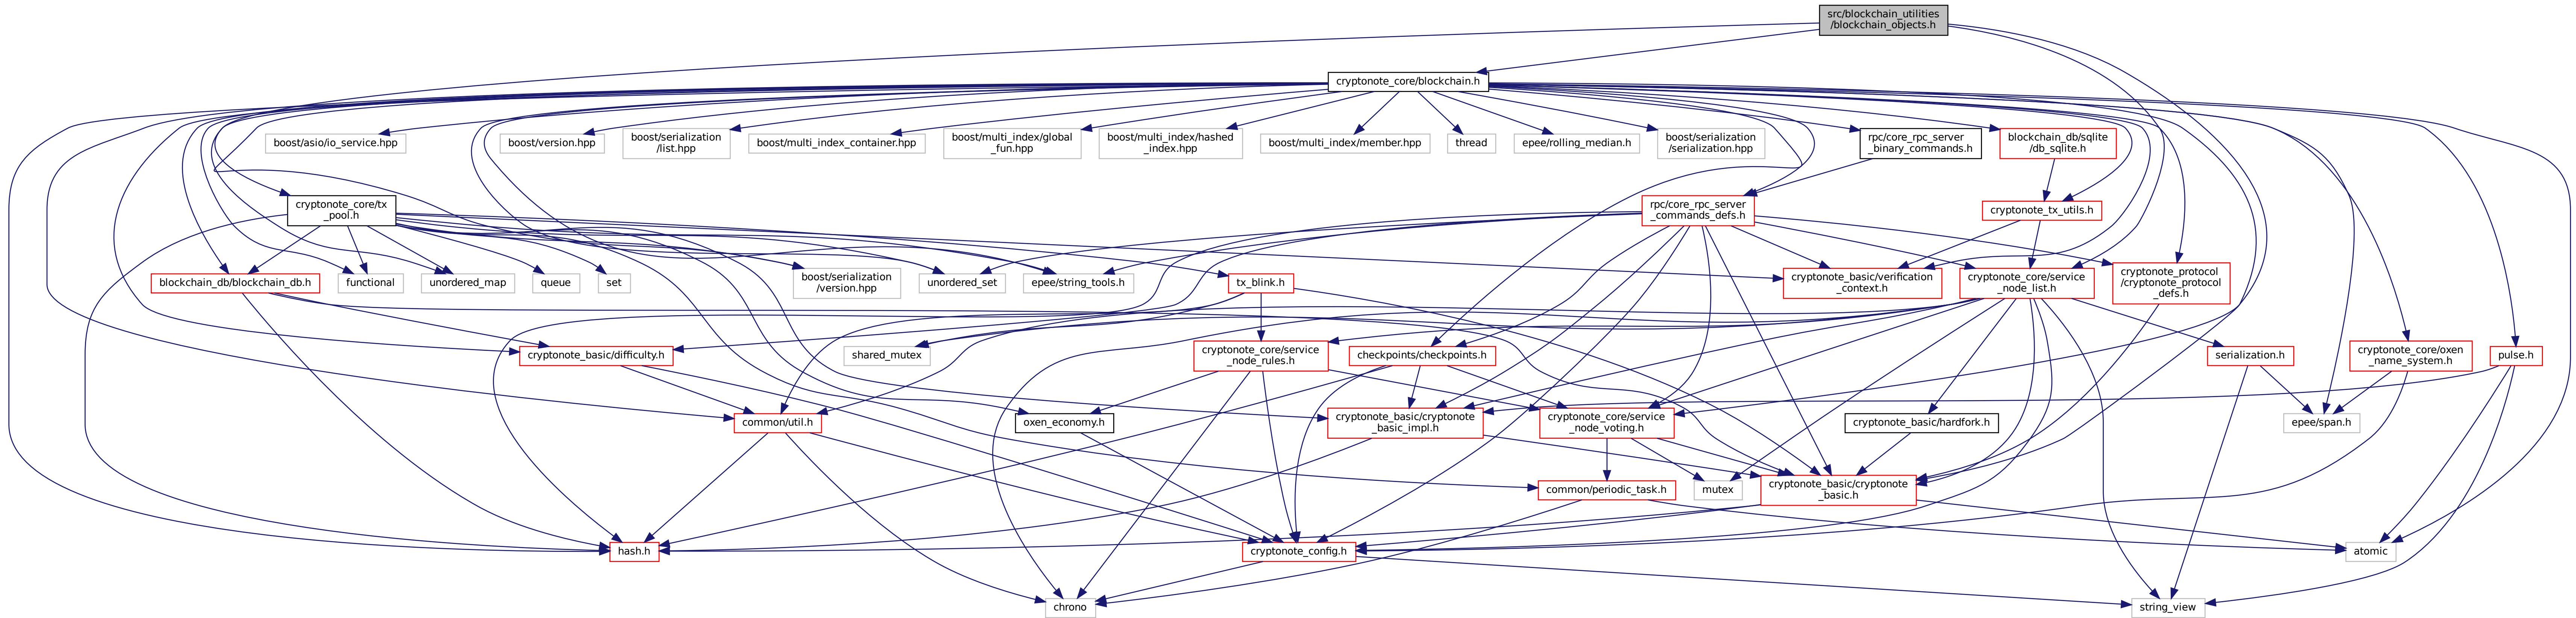 src/blockchain_utilities
/blockchain_objects.h
cryptonote_core/blockchain.h
boost/asio/io_service.hpp
boost/version.hpp
boost/serialization
/list.hpp
boost/multi_index_container.hpp
boost/multi_index/global
_fun.hpp
boost/multi_index/hashed
_index.hpp
boost/multi_index/member.hpp
thread
epee/rolling_median.h
boost/serialization
/serialization.hpp
rpc/core_rpc_server
_binary_commands.h
blockchain_db/sqlite
/db_sqlite.h
cryptonote_core/tx
_pool.h
rpc/core_rpc_server
_commands_defs.h
cryptonote_tx_utils.h
blockchain_db/blockchain_db.h
functional
unordered_map
queue
set
boost/serialization
/version.hpp
unordered_set
epee/string_tools.h
tx_blink.h
cryptonote_basic/verification
_context.h
cryptonote_core/service
_node_list.h
cryptonote_protocol
/cryptonote_protocol
_defs.h
cryptonote_basic/difficulty.h
shared_mutex
cryptonote_core/service
_node_rules.h
checkpoints/checkpoints.h
serialization.h
cryptonote_core/oxen
_name_system.h
pulse.h
common/util.h
oxen_economy.h
cryptonote_basic/cryptonote
_basic_impl.h
cryptonote_core/service
_node_voting.h
cryptonote_basic/hardfork.h
epee/span.h
common/periodic_task.h
mutex
cryptonote_basic/cryptonote
_basic.h
hash.h
cryptonote_config.h
atomic
chrono
string_view